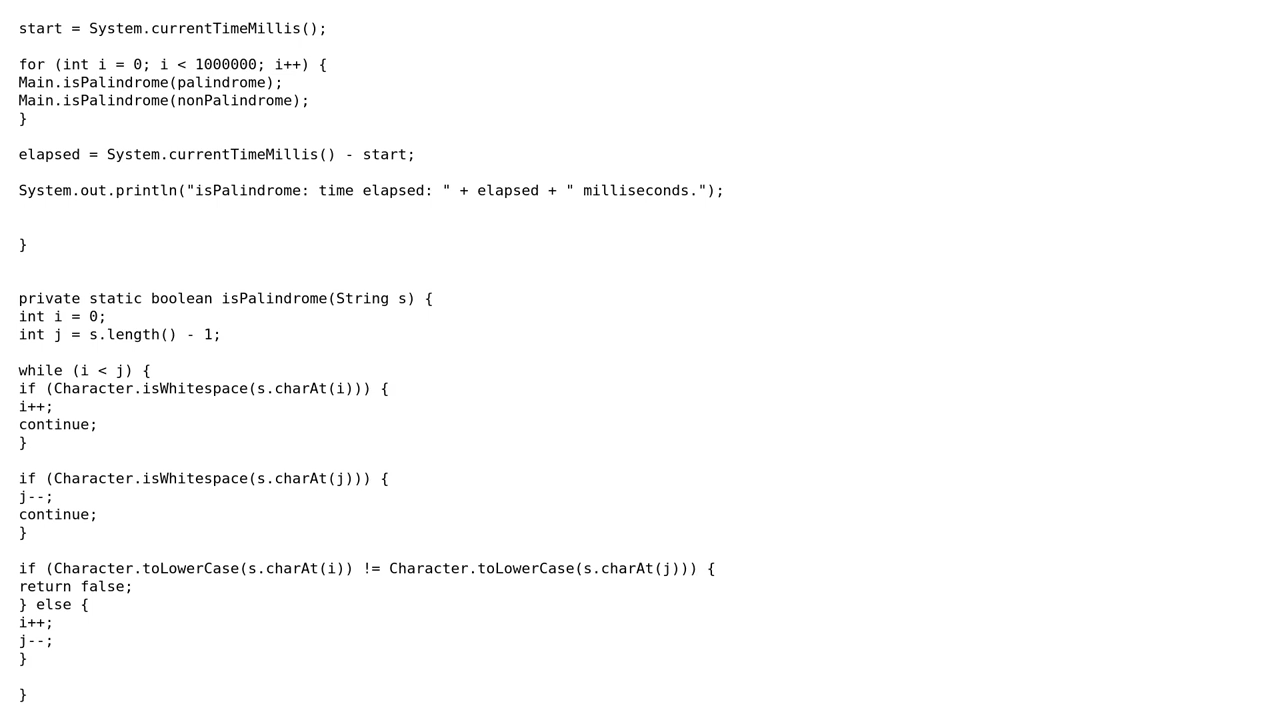 start = System.currentTimeMillis();
for (int i = 0; i < 1000000; i++) {
Main.isPalindrome(palindrome);
Main.isPalindrome(nonPalindrome);
}
elapsed = System.currentTimeMillis() - start;
System.out.println("isPalindrome: time elapsed: " + elapsed + " milliseconds.");
}
private static boolean isPalindrome(String s) {
int i = 0;
int j = s.length() - 1;
while (i < j) {
if (Character.isWhitespace(s.charAt(i))) {
i++;
continue;
}
if (Character.isWhitespace(s.charAt(j))) {
j--;
continue;
}
if (Character.toLowerCase(s.charAt(i)) != Character.toLowerCase(s.charAt(j))) {
return false;
} else {
i++;
j--;
}
}